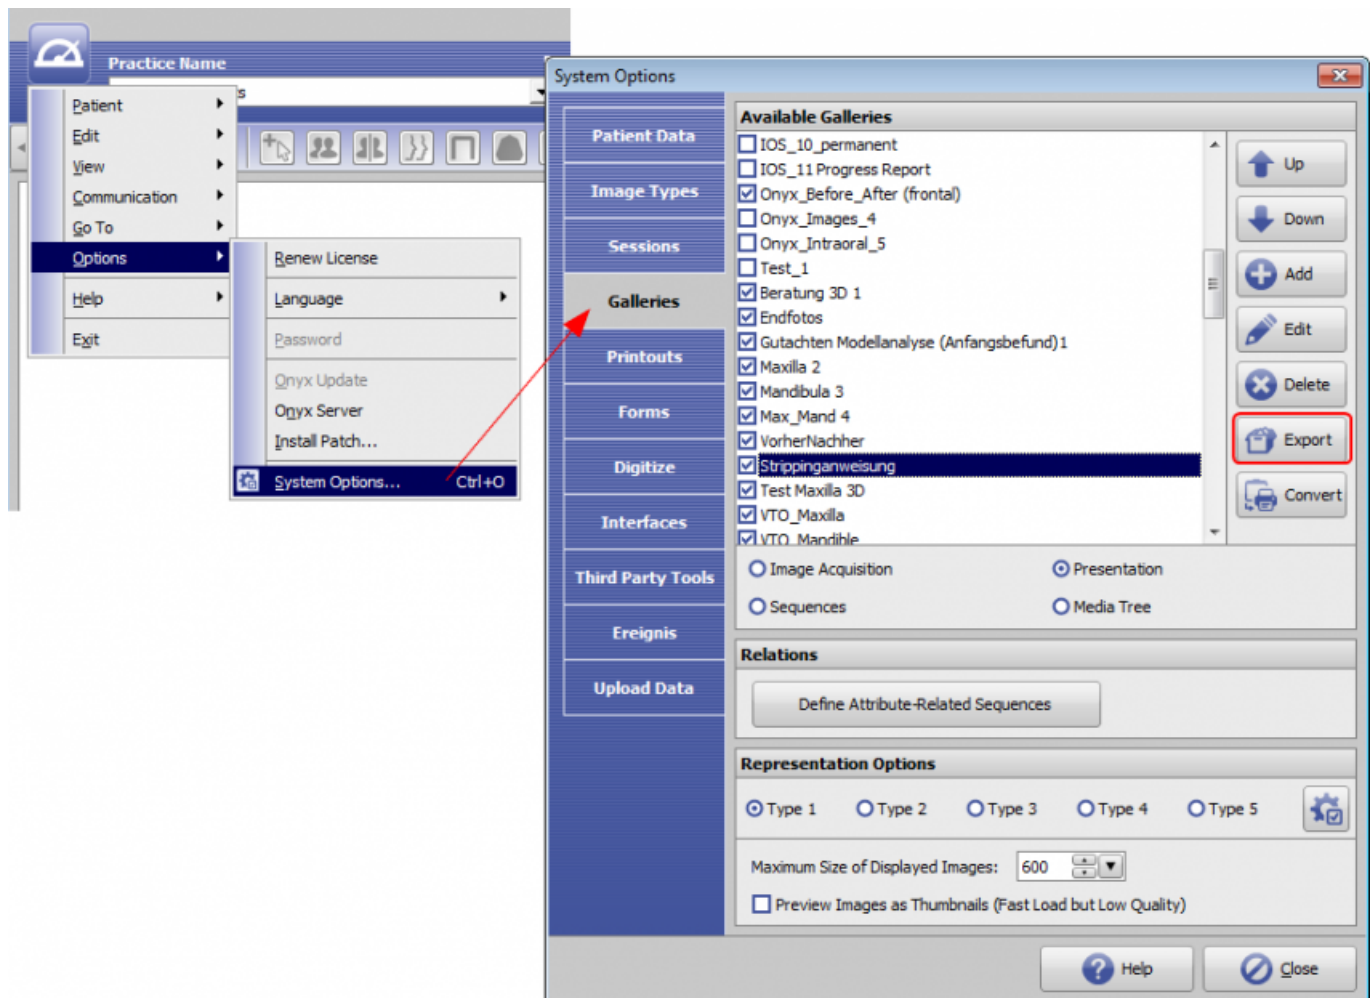 Practice Name
s
Patient
Edit
View
Communication
Go To
Options
Help
Exit
Renew License
Language
Password
Onyx Update
Onyx Server
Install Patch...
System Options... Ctrl+O
System Options
Patient Data
Image Types
Sessions
Galleries
Printouts
Forms
Digitize
Interfaces
Third Party Tools
Ereignis
Upload Data
Available Galleries
IOS_10_permanent
IOS_11 Progress Report
Onyx_Before_After (frontal)
Onyx_Images_4
Onyx_Intraoral_5
Test_1
Beratung 3D 1
Endfotos
Gutachten Modellanalyse (Anfangsbefund)1
Maxilla 2
Mandibula 3
Max_Mand 4
VorherNachher
Strippinganweisung
Test Maxilla 3D
VTO_Maxilla
VTO_Mandible
Up
Down
Add
Edit
Delete
Export
Convert
Image Acquisition
Presentation
Sequences
Media Tree
Relations
Define Attribute-Related Sequences
Representation Options
Type 1 Type 2 Type 3 Type 4 Type 5
Maximum Size of Displayed Images: 600
Preview Images as Thumbnails (Fast Load but Low Quality)
Help
Close